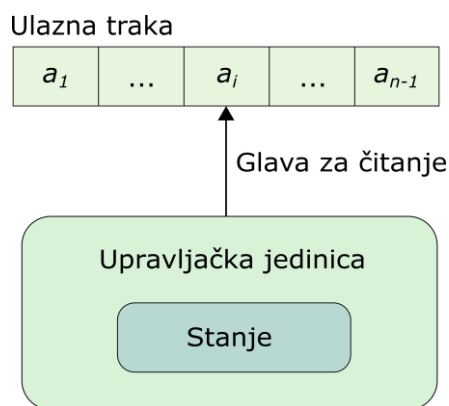 Ulazna traka
a1 ... ai ... an-1
Glava za čitanje
Upravljačka jedinica
Stanje